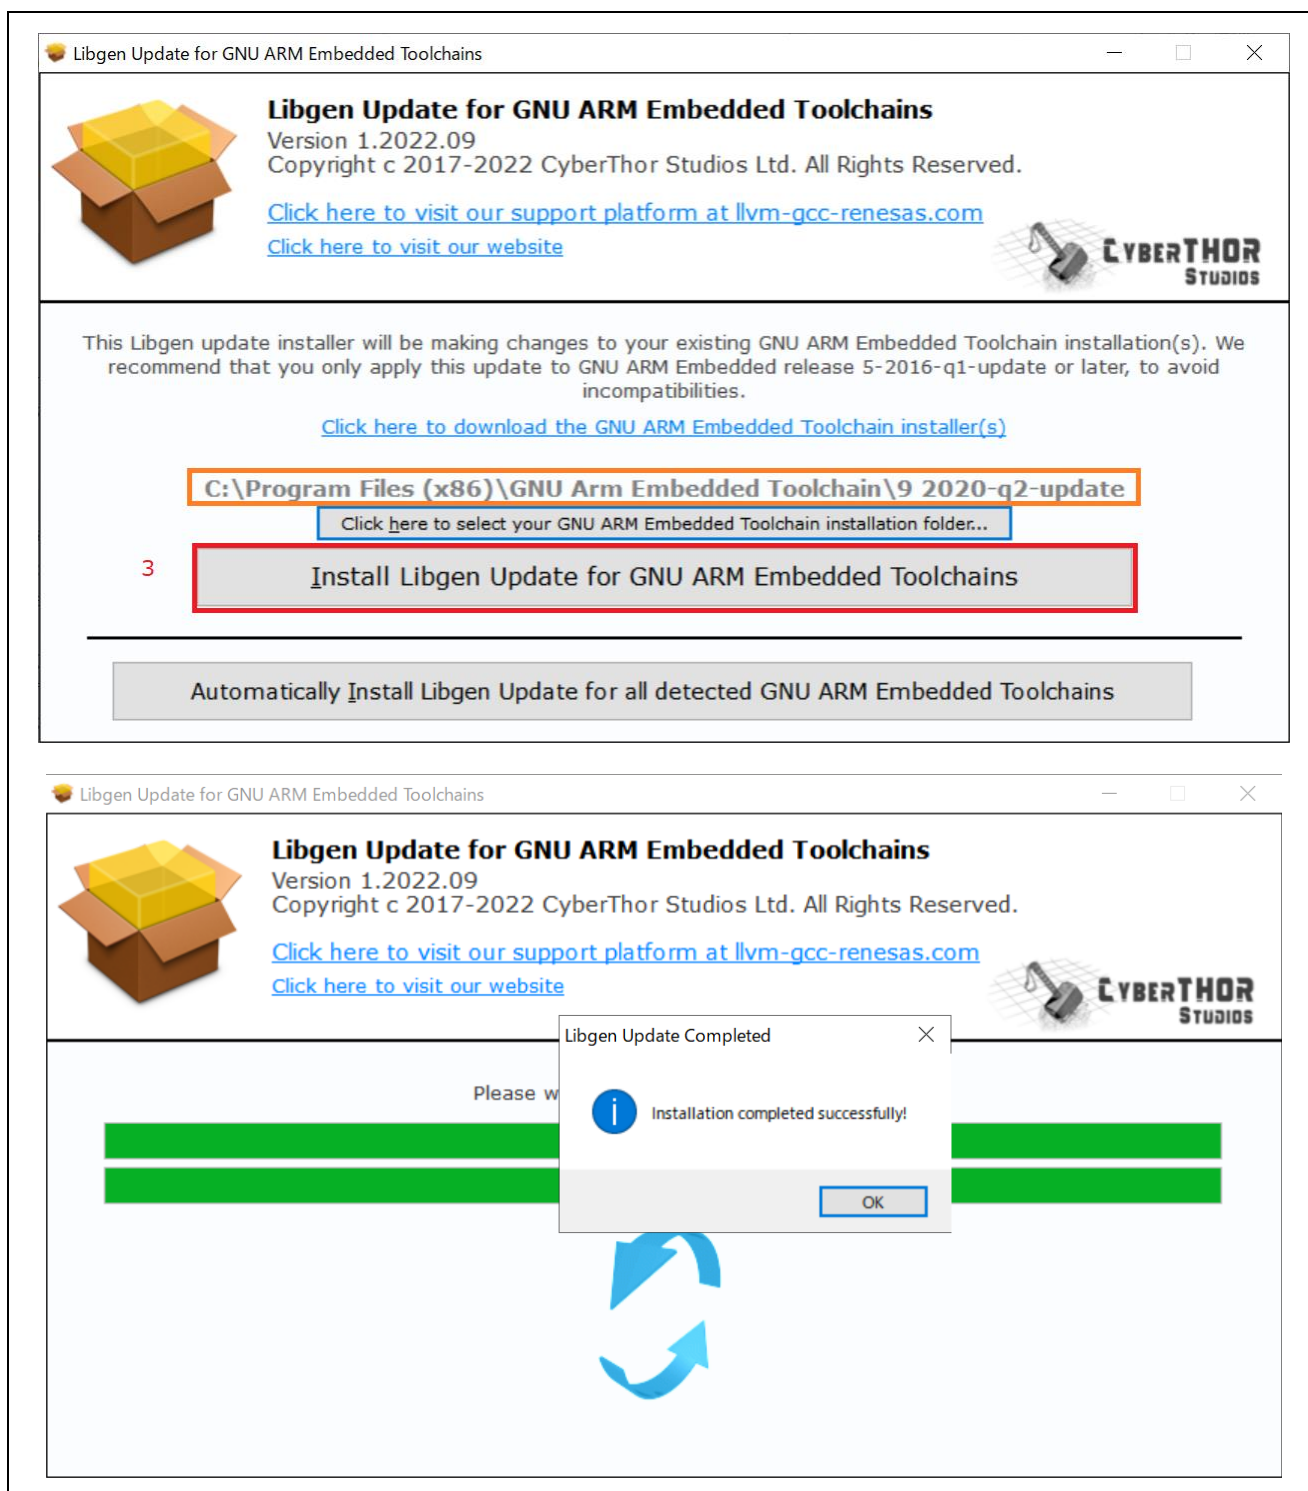 Libgen Update for GNU ARM Embedded Toolchains
Libgen Update for GNU ARM Embedded Toolchains
Version 1.2022.09
Copyright c 2017-2022 CyberThor Studios Ltd. All Rights Reserved.
Click here to visit our support platform at llvm-gcc-renesas.com
Click here to visit our website
CYBERTHOR
STUDIOS
This Libgen update installer will be making changes to your existing GNU ARM Embedded Toolchain installation(s). We
recommend that you only apply this update to GNU ARM Embedded release 5-2016-q1-update or later, to avoid
incompatibilities.
Click here to download the GNU ARM Embedded Toolchain installer(s)
C:\Program Files (x86)\GNU Arm Embedded Toolchain\9 2020-q2-update
Click here to select your GNU ARM Embedded Toolchain installation folder...
3
Install Libgen Update for GNU ARM Embedded Toolchains
Automatically Install Libgen Update for all detected GNU ARM Embedded Toolchains
Libgen Update for GNU ARM Embedded Toolchains
Libgen Update for GNU ARM Embedded Toolchains
Version 1.2022.09
Copyright c 2017-2022 CyberThor Studios Ltd. All Rights Reserved.
Click here to visit our support platform at llvm-gcc-renesas.com
Click here to visit our website
CYBERTHOR
STUDIOS
Libgen Update Completed
Please w
Installation completed successfully!
OK